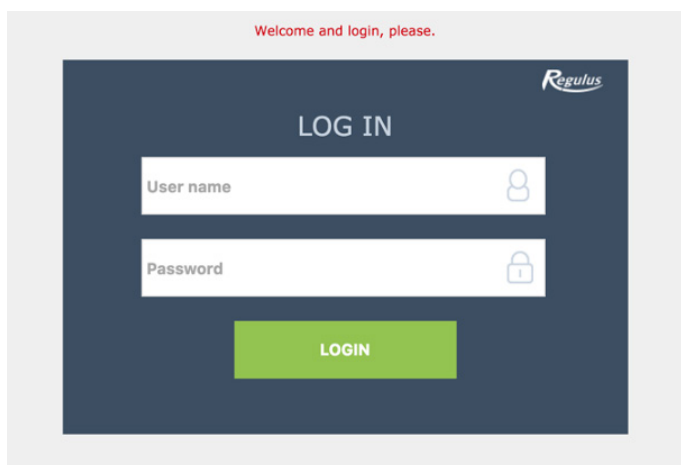 Welcome and login, please.
Regulus
LOG IN
User name
Password
LOGIN